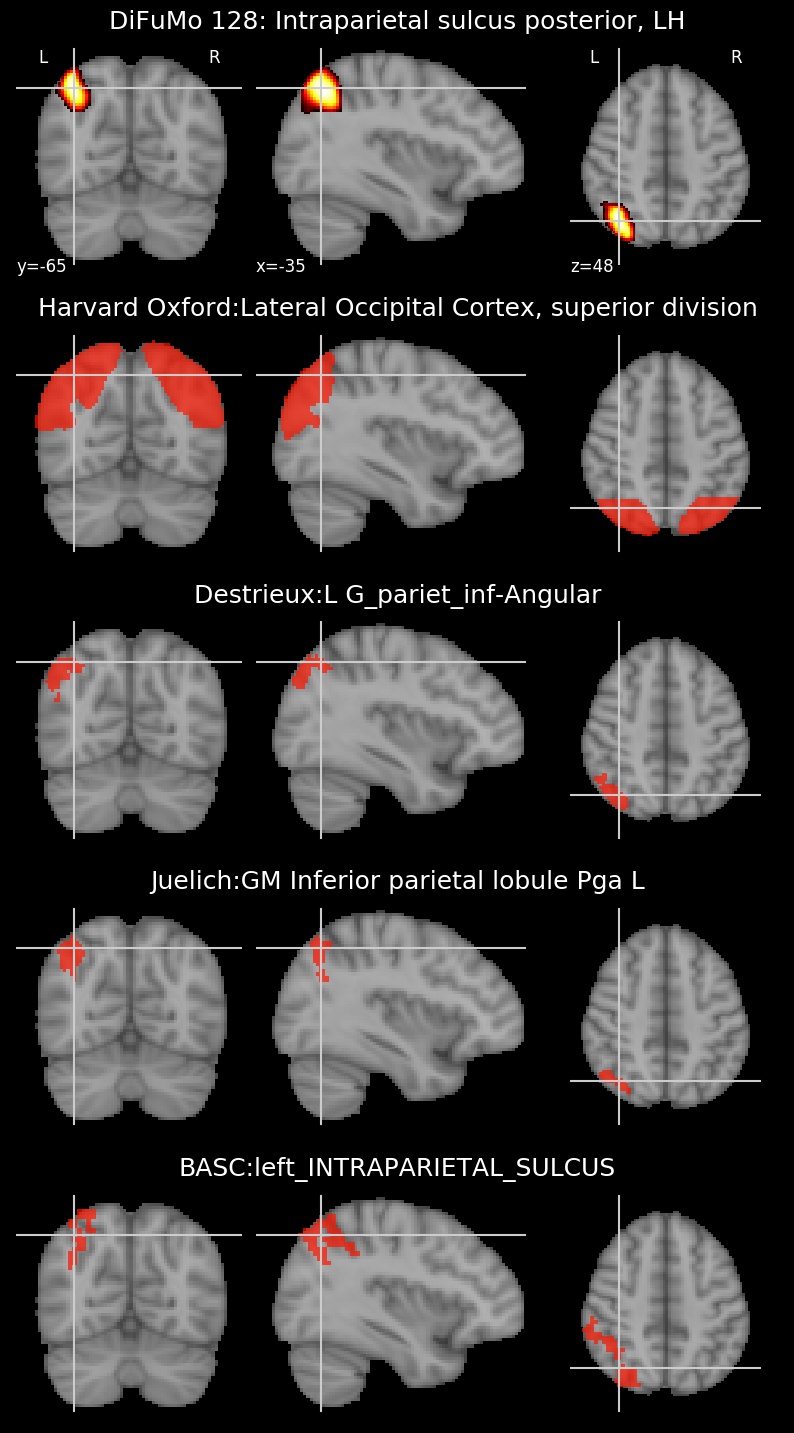 DiFuMo 128: Intraparietal sulcus posterior, LH
L R L R
y=-65 x=-35 z=48
Harvard Oxford:Lateral Occipital Cortex, superior division
Destrieux:L G_pariet_inf-Angular
Juelich:GM Inferior parietal lobule Pga L
BASC:left_INTRAPARIETAL_SULCUS